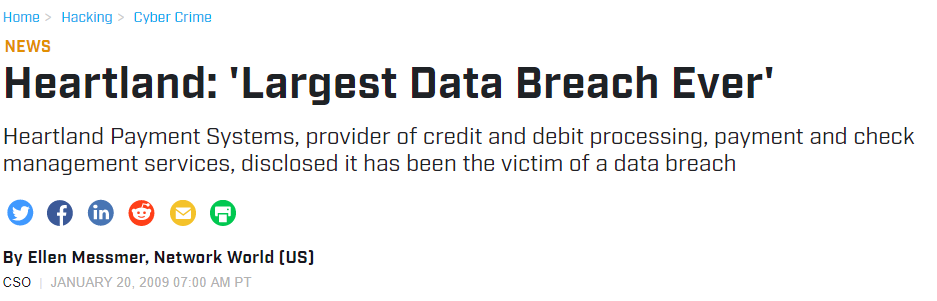 Home > Hacking > Cyber Crime
NEWS
Heartland: 'Largest Data Breach Ever'
Heartland Payment Systems, provider of credit and debit processing, payment and check
management services, disclosed it has been the victim of a data breach
By Ellen Messmer, Network World (US)
CSO | JANUARY 20, 2009 07:00 AM PT